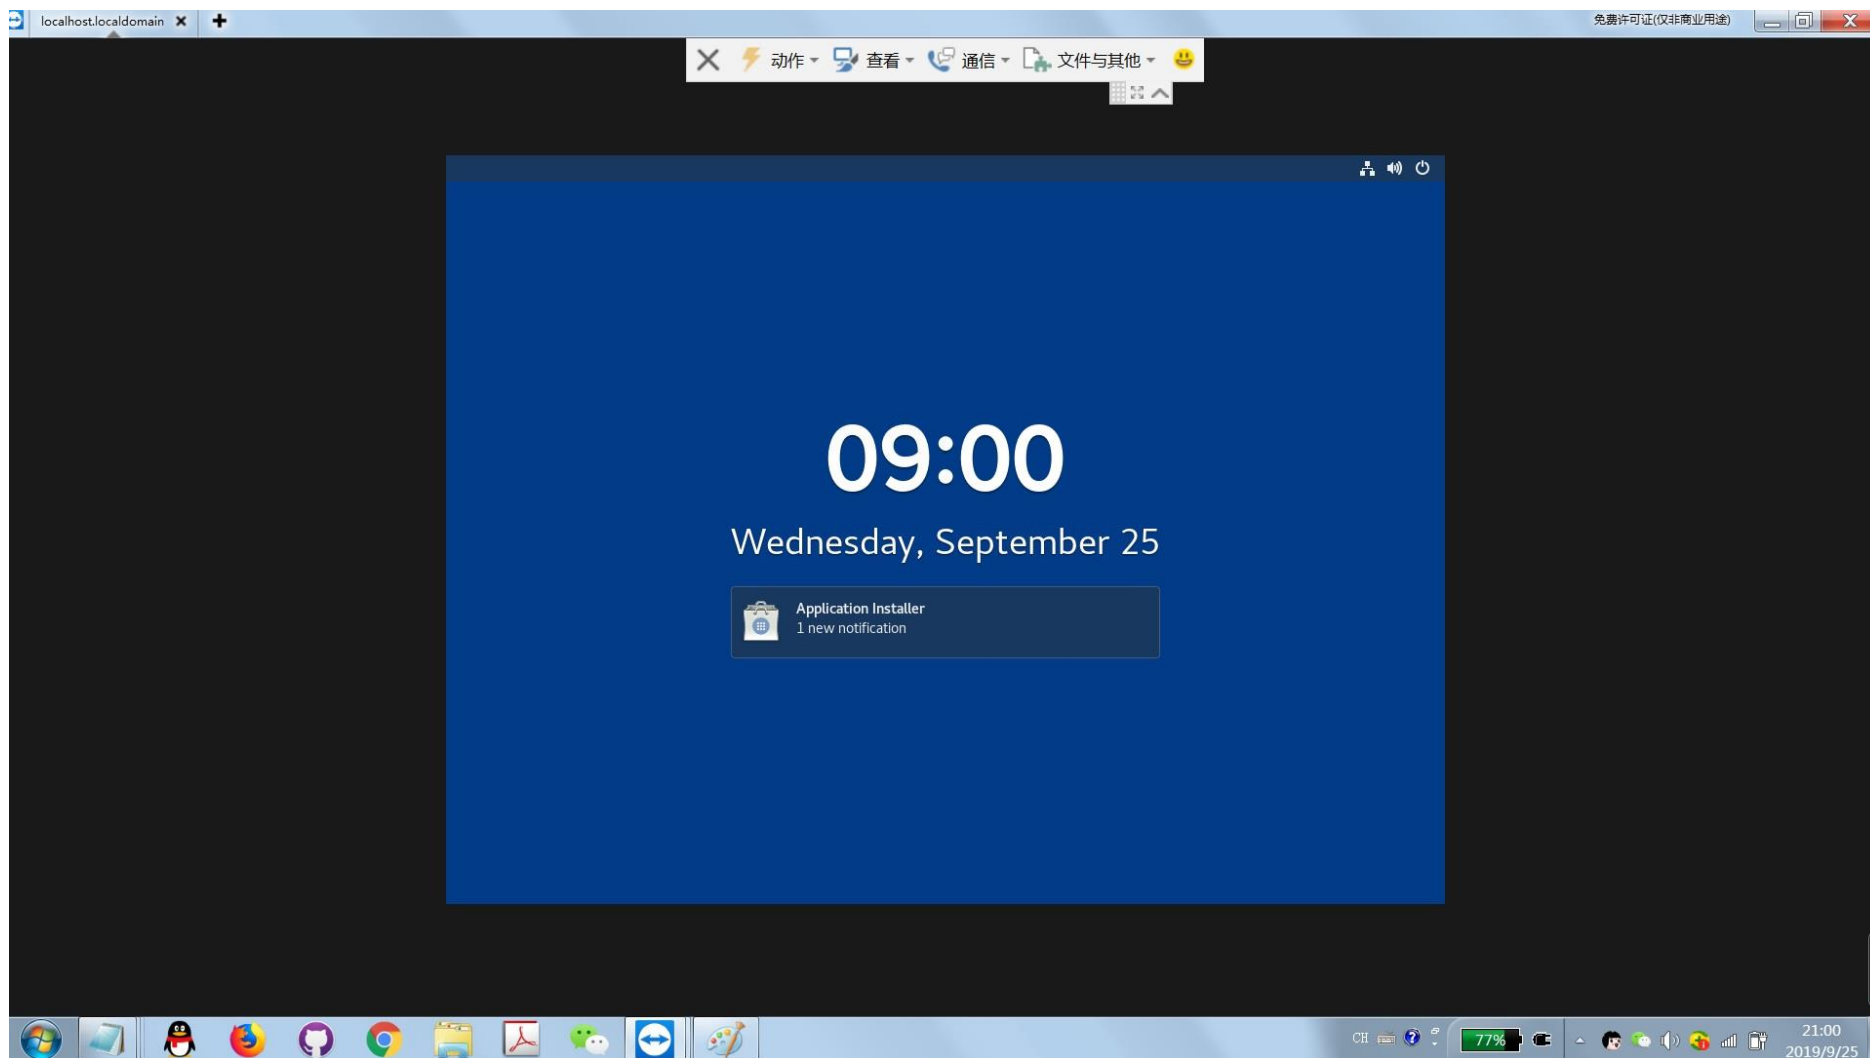 localhost.localdomain
免费许可证(仅非商业用途)
动作 查看 通信 文件与其他
09:00
Wednesday, September 25
Application Installer
1 new notification
CH
77%
21:00
2019/9/25